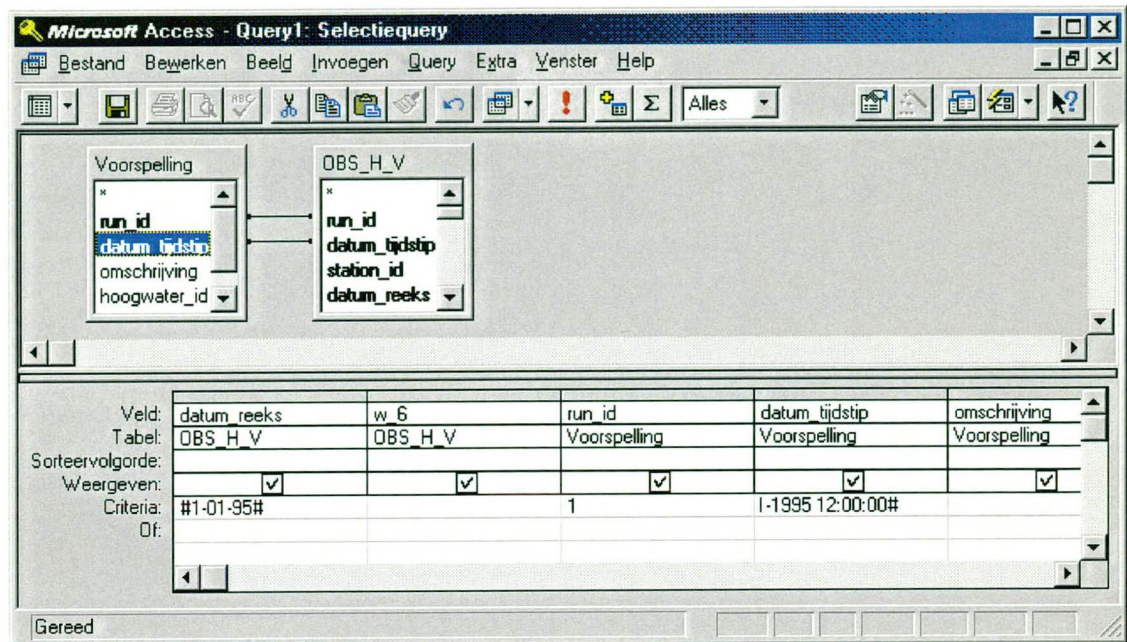 Microsoft Access - Query1: Selectiequery
Bestand Bewerken Beeld Invoegen Query Extra Venster Help
ABC Σ Alles
Voorspelling
*
run_id
datum_tijdstip
omschrijving
hoogwater_id
OBS_H_V
*
run_id
datum_tijdstip
station_id
datum_reeks
Veld: datum_reeks w_6 run_id datum_tijdstip omschrijving
Tabel: OBS_H_V OBS_H_V Voorspelling Voorspelling Voorspelling
Sorteervolgorde:
Weergeven:
Criteria: #1-01-95# 1 I-1995 12:00:00#
Of:
Gereed